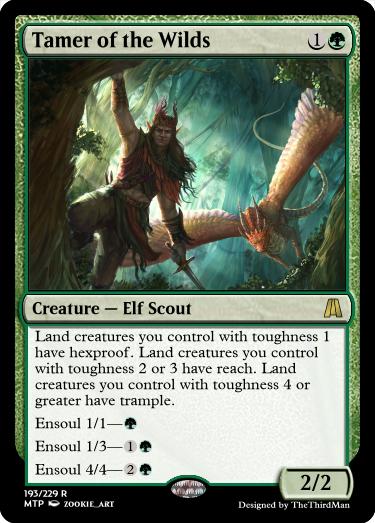 Tamer of the Wilds 1
Creature — Elf Scout
Land creatures you control with toughness 1
have hexproof. Land creatures you control
with toughness 2 or 3 have reach. Land
creatures you control with toughness 4 or
greater have trample.
Ensoul 1/1—
Ensoul 1/3— 1
Ensoul 4/4— 2
2/2
193/229 R
MTP ZOOKIE_ART
Designed by TheThirdMan